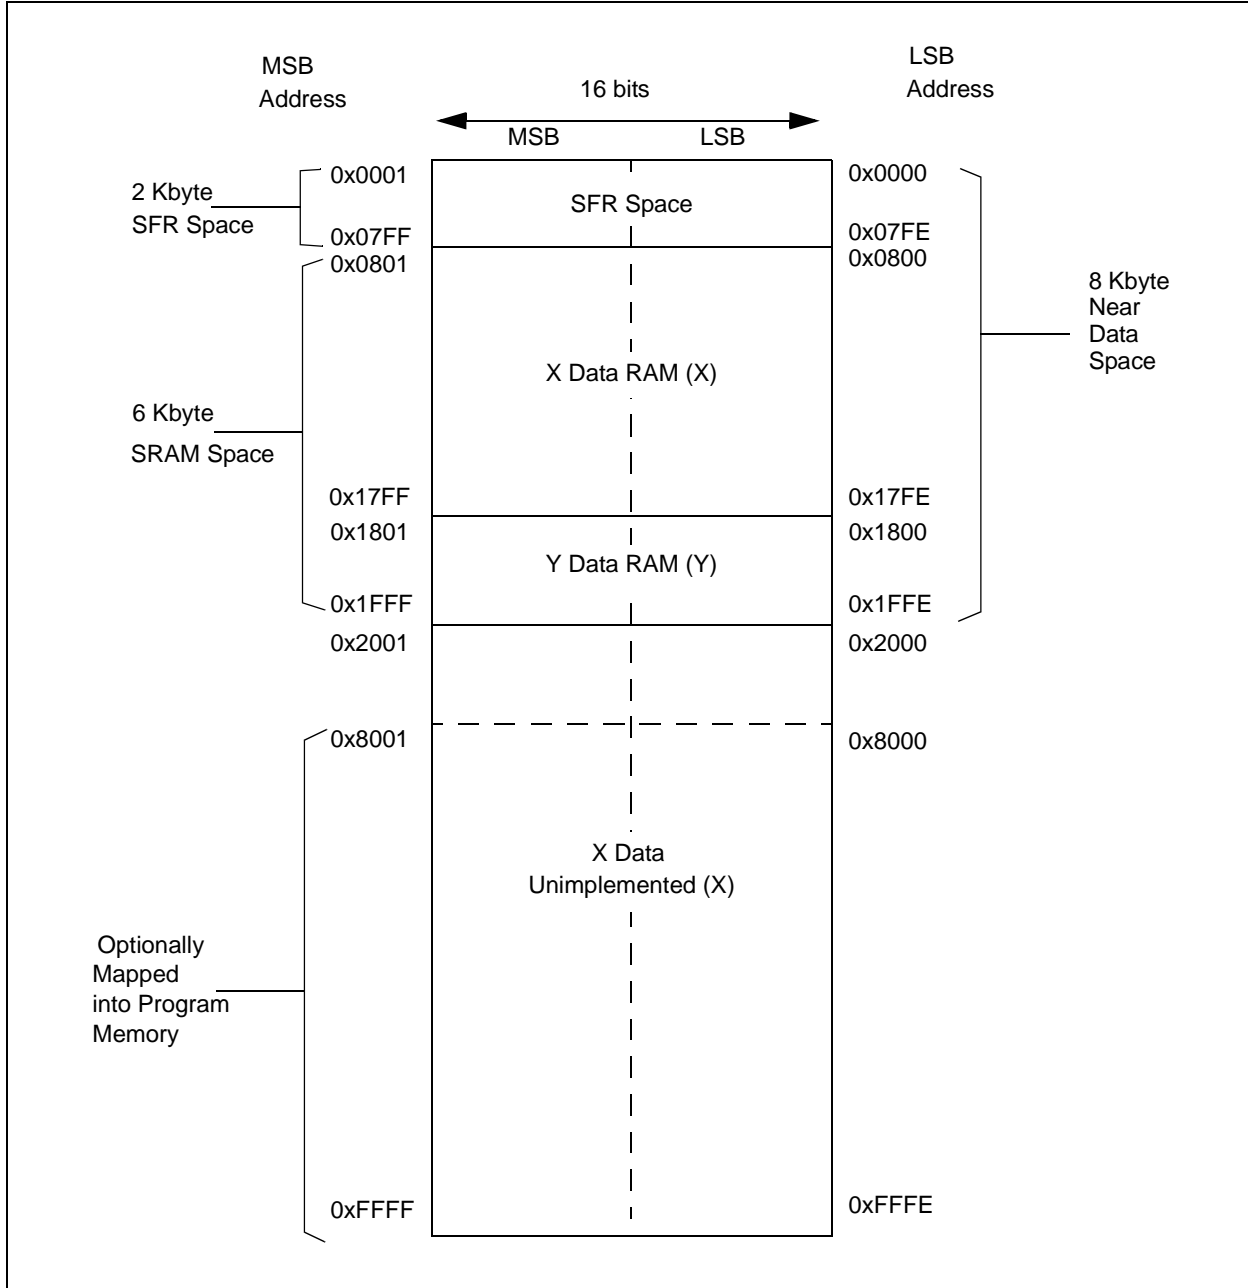 MSB
Address
LSB
Address
16 bits
MSB
LSB
2 Kbyte
SFR Space
0x0001
SFR Space
0x0000
0x07FF
0x07FE
0x0801
0x0800
8 Kbyte
Near
Data
Space
X Data RAM (X)
6 Kbyte
SRAM Space
0x17FF
0x17FE
0x1801
0x1800
Y Data RAM (Y)
0x1FFF
0x1FFE
0x2001
0x2000
0x8001
0x8000
X Data
Unimplemented (X)
Optionally
Mapped
into Program
Memory
0xFFFF
0xFFFE